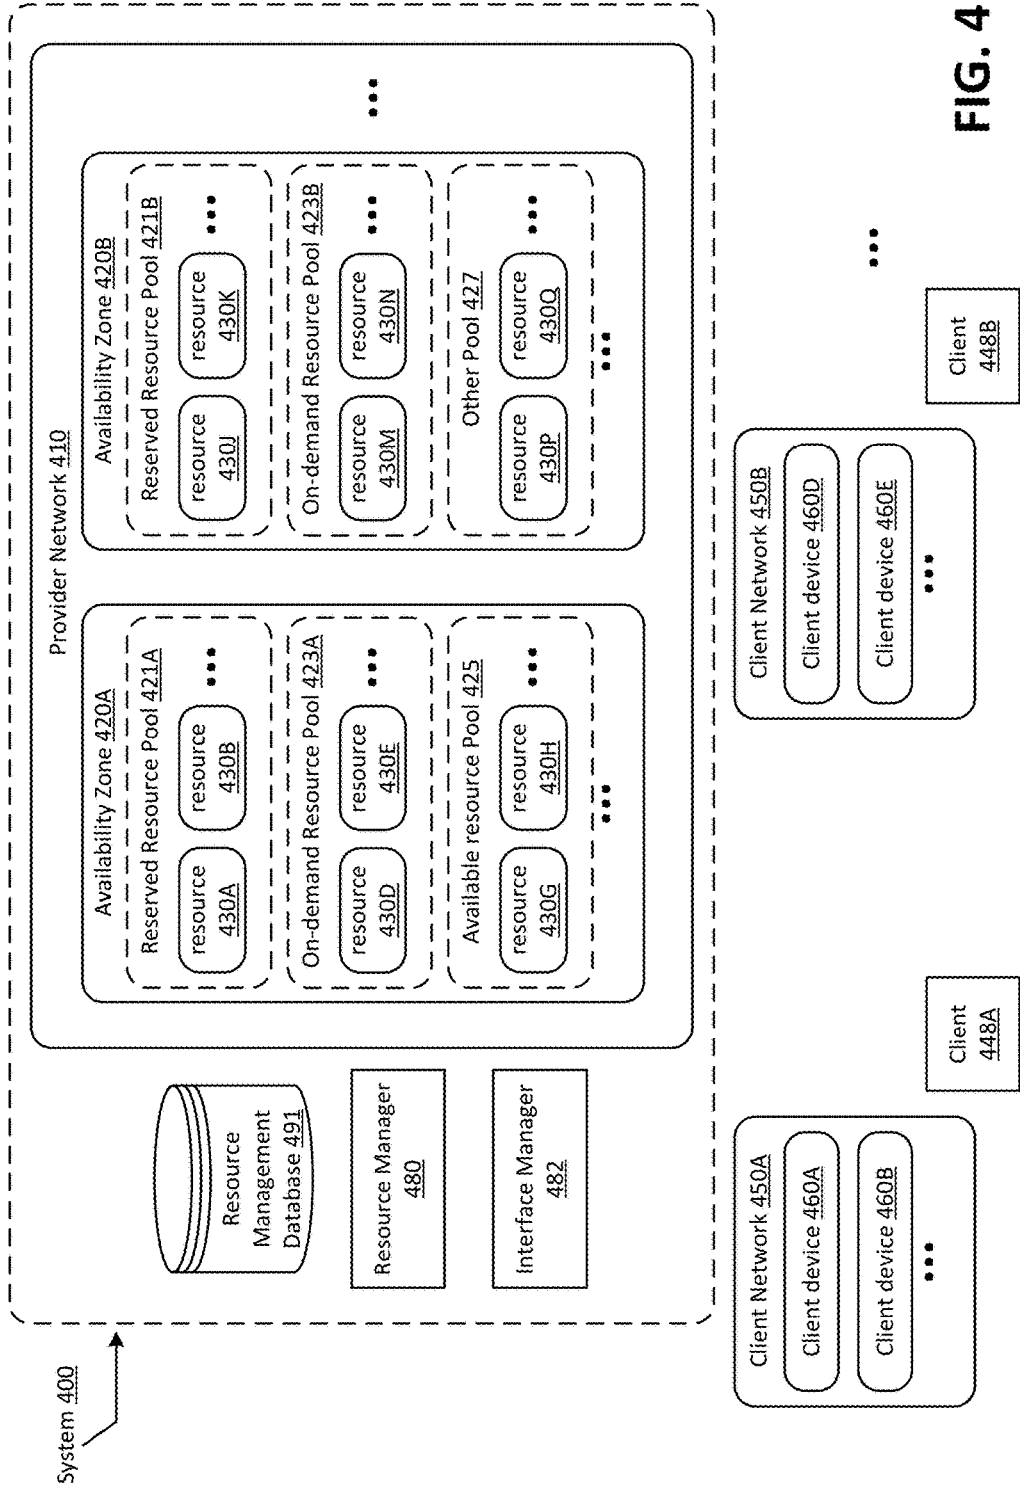 System 400
Resource
Management
Database 491
Resource Manager
480
Interface Manager
482
Provider Network 410
Availability Zone 420A
Reserved Resource Pool 421A
resource
430A
resource
430B
...
On-demand Resource Pool 423A
resource
430D
resource
430E
...
Available resource Pool 425
resource
430G
resource
430H
...
...
Availability Zone 420B
Reserved Resource Pool 421B
resource
430J
resource
430K
...
On-demand Resource Pool 423B
resource
430M
resource
430N
...
Other Pool 427
resource
430P
resource
430Q
...
...
...
Client Network 450A
Client device 460A
Client device 460B
...
Client
448A
Client Network 450B
Client device 460D
Client device 460E
...
Client
448B
...
FIG. 4